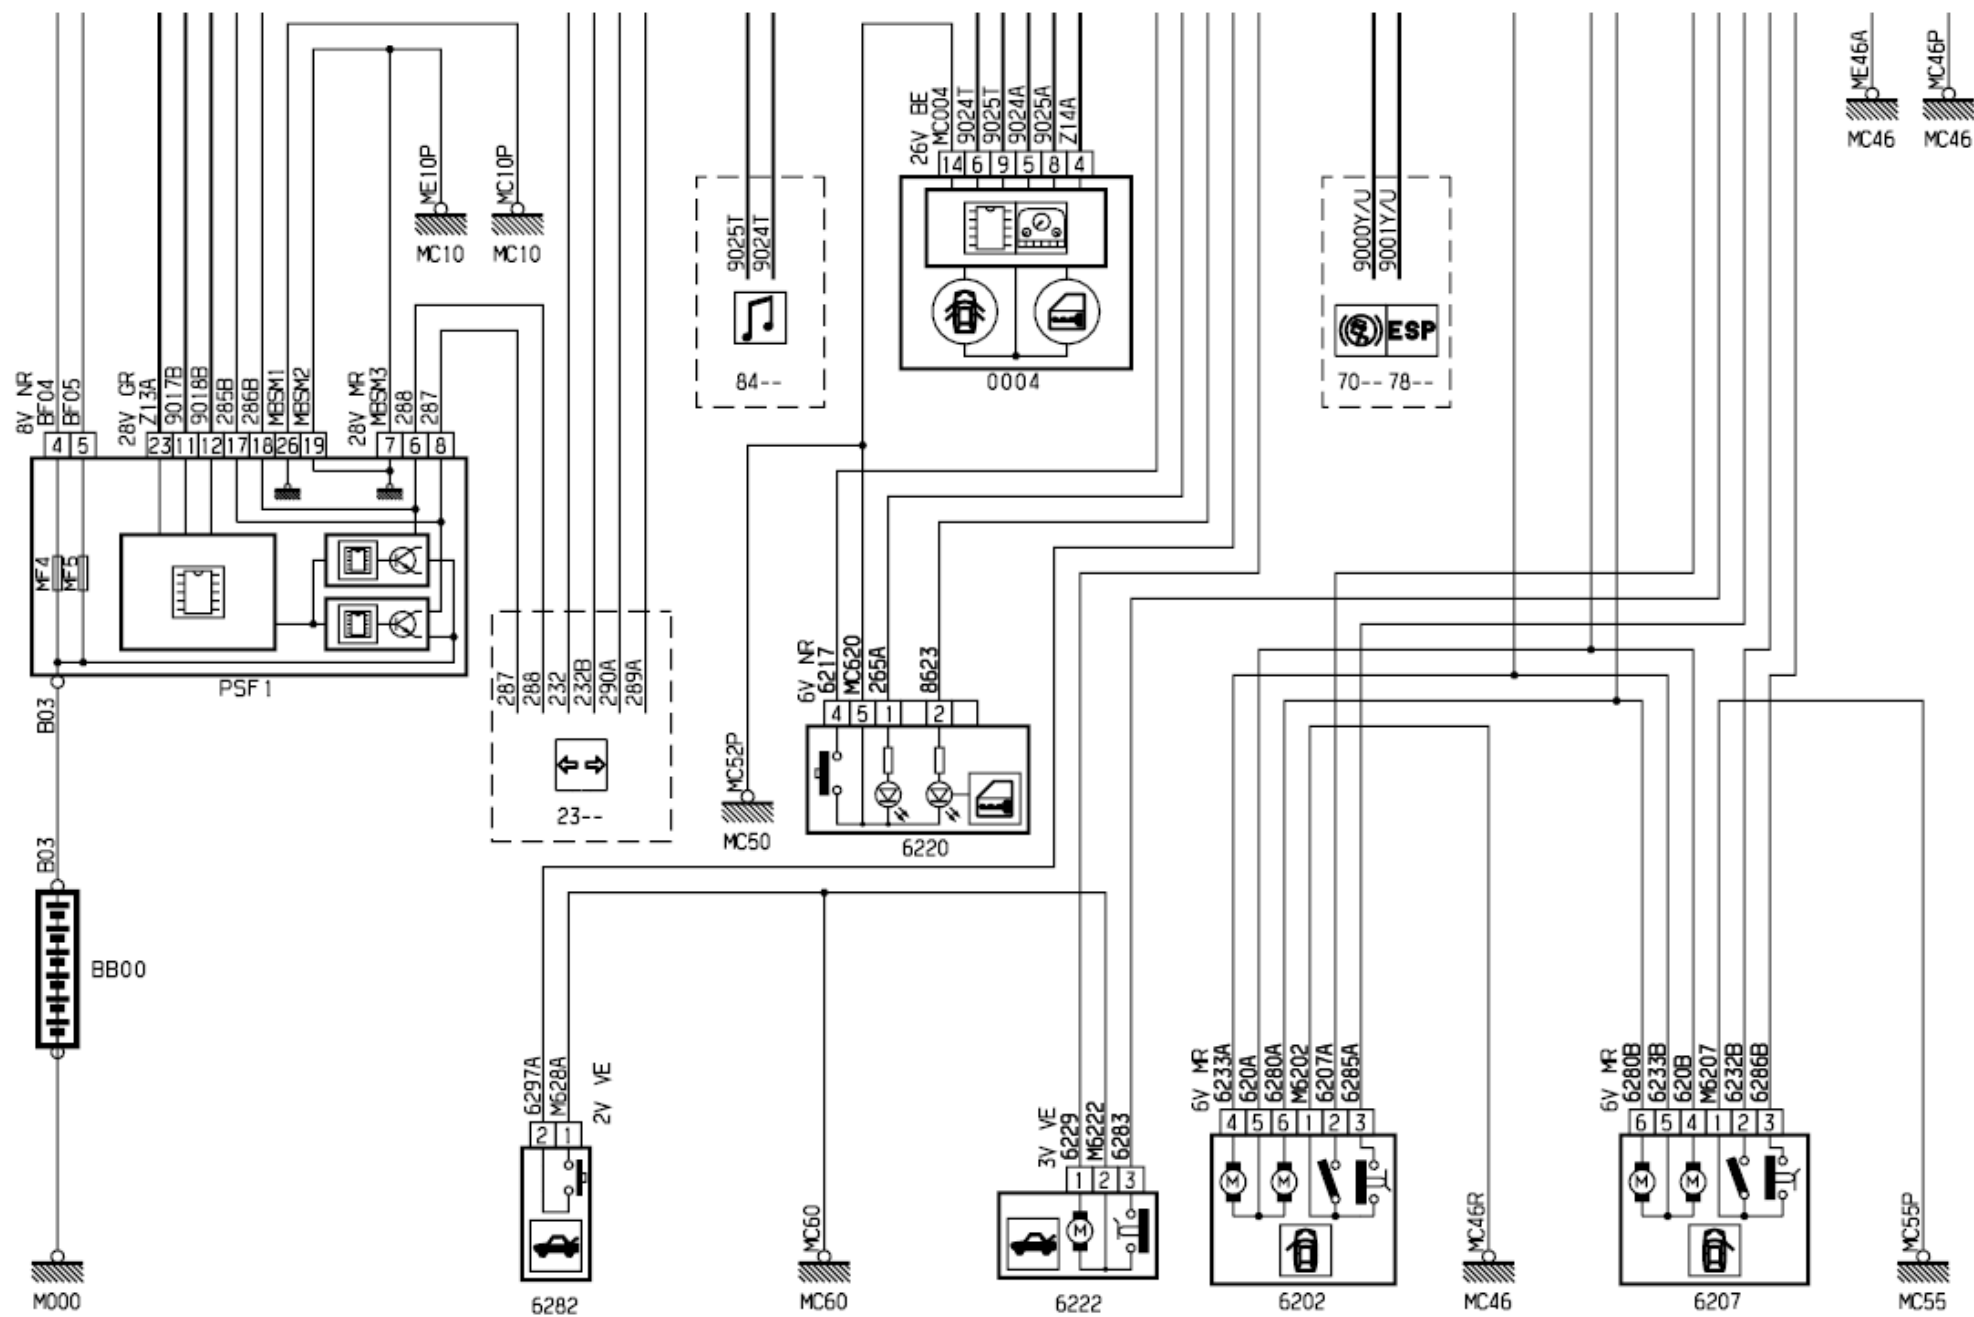 ME46A
MC46P
MC46
MC46
26V BE
MC004
9024T
9025T
9024A
9025A
Z14A
14 6 9 5 8 4
0004
ME10P
MC10P
MC10
MC10
9025T
9024T
84--
9000Y/U
9001Y/U
ESP
70-- 78--
8V NR
BF04
BF05
28V GR
Z13A
9017B
9018B
285B
286B
MBSM1
MBSM2
28V MR
MBSM3
288
287
4 5
23 11 12 17 18 26 19
7 6 8
MF4
MF5
PSF1
B03
B03
BB00
M000
287
288
232
232B
290A
289A
23--
MC52P
MC50
6V NR
6217
MC620
265A
8623
4 5 1 2
6220
6297A
M628A
2V VE
2 1
6282
MC60
MC60
3V VE
6229
M6222
6283
1 2 3
M
6222
6V MR
6233A
620A
6280A
M6202
6207A
6285A
4 5 6 1 2 3
M M
6202
MC46R
MC46
6V MR
6280B
6233B
620B
M6207
6232B
6286B
6 5 4 1 2 3
M M
6207
MC55P
MC55